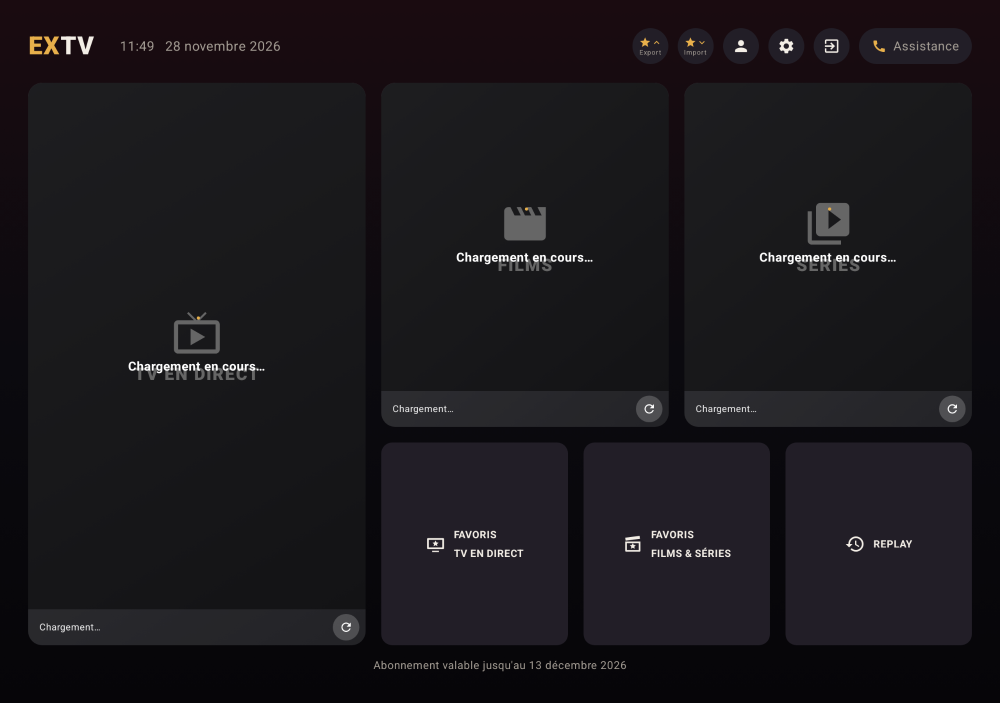 EXTV
11:49 28 novembre 2026
Export
Import
Assistance
Chargement en cours…
TV EN DIRECT
Chargement…
Chargement en cours…
FILMS
Chargement…
Chargement en cours…
SÉRIES
Chargement…
FAVORIS
TV EN DIRECT
FAVORIS
FILMS & SÉRIES
REPLAY
Abonnement valable jusqu'au 13 décembre 2026